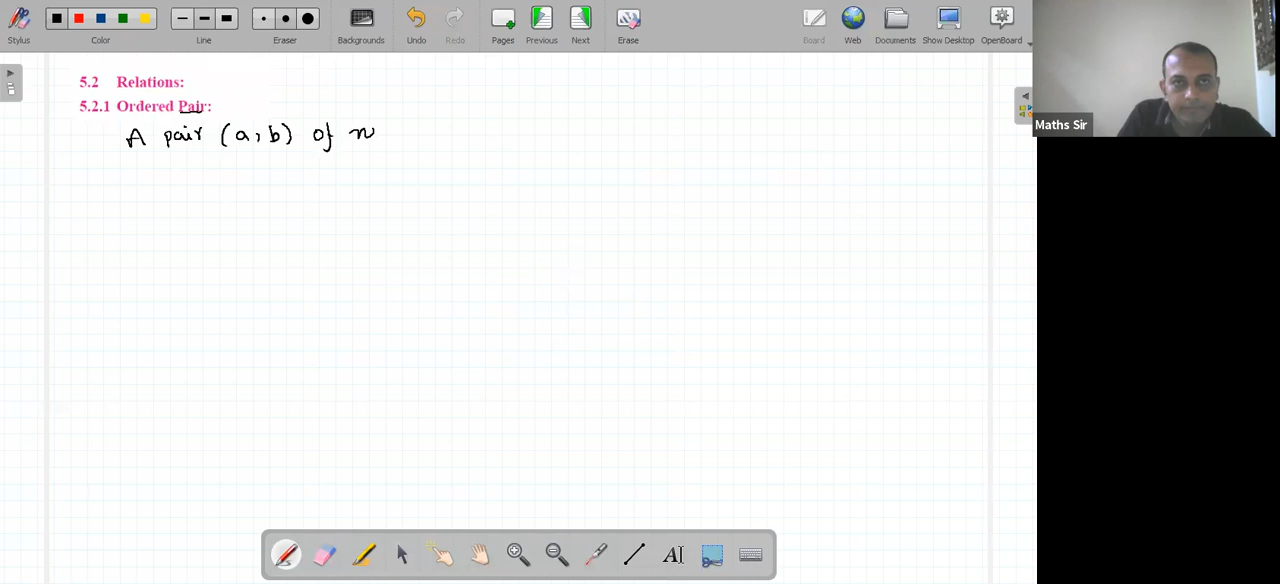 Stylus
Color
Line
Eraser
Backgrounds
Undo
Redo
Pages
Previous
Next
Erase
Board
Web
Documents
Show Desktop
OpenBoard
5.2 Relations:
5.2.1 Ordered Pair:
A pair (a, b) of n
Maths Sir